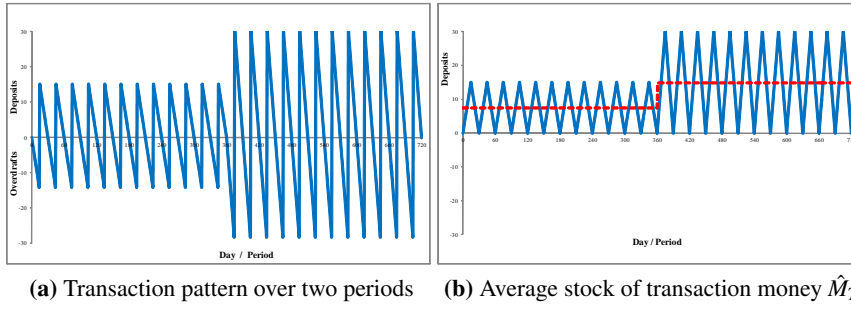 30
20
10
0
-10
-20
-30
Deposits
Overdrafts
0 60 120 180 240 300 360 420 480 540 600 660 720
Day / Period
30
20
10
0
-10
-20
-30
Deposits
0 60 120 180 240 300 360 420 480 540 600 660 720
Day / Period
(a) Transaction pattern over two periods (b) Average stock of transaction money M̂